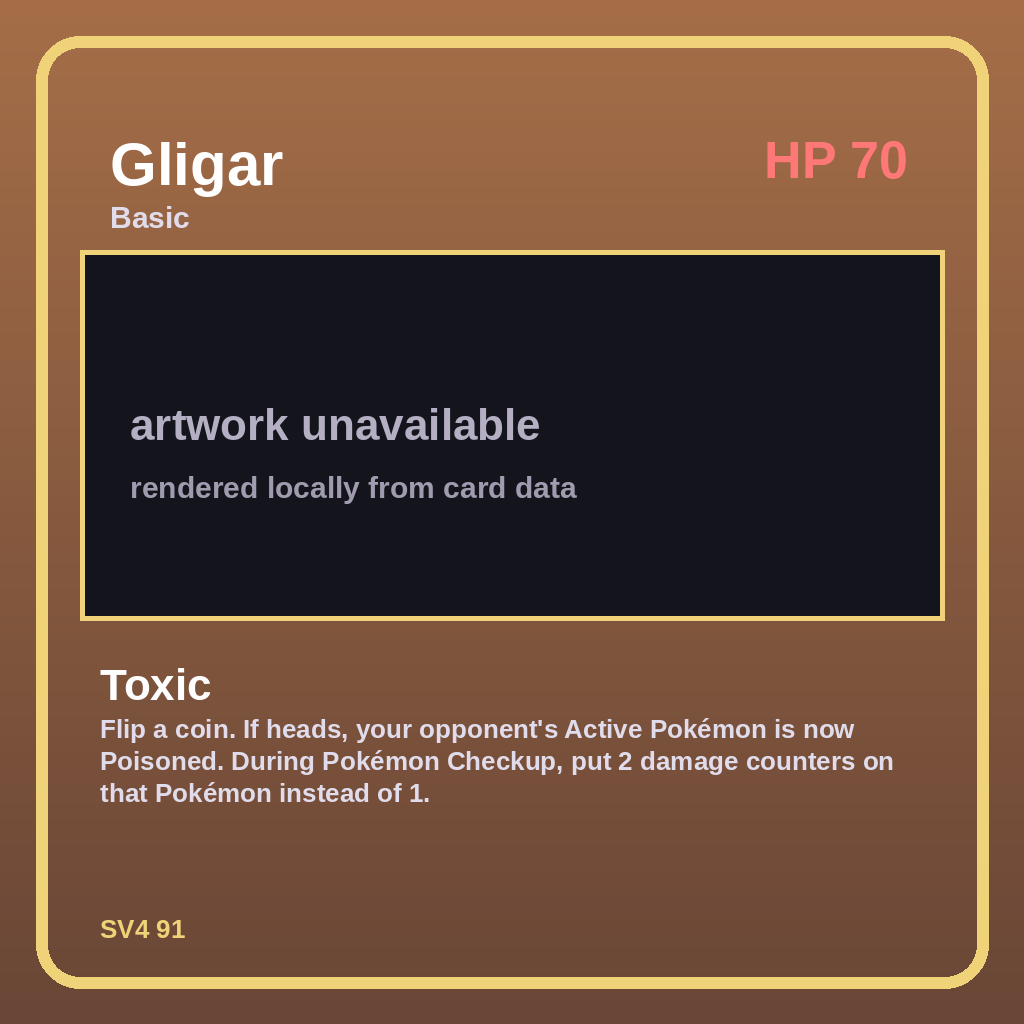 Gligar
HP 70
Basic
artwork unavailable
rendered locally from card data
Toxic
Flip a coin. If heads, your opponent's Active Pokémon is now
Poisoned. During Pokémon Checkup, put 2 damage counters on
that Pokémon instead of 1.
SV4 91